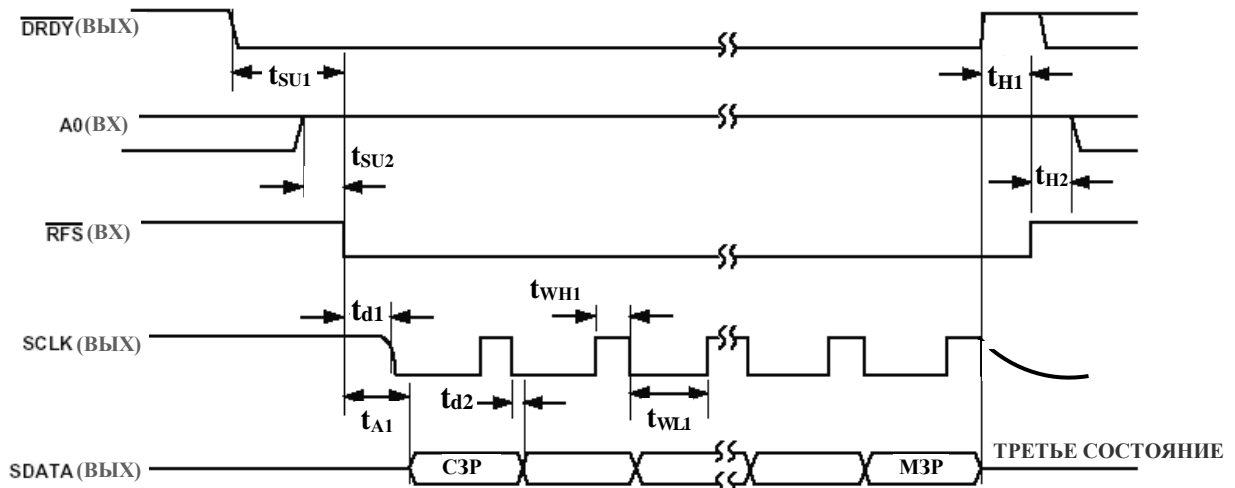 DRDY (ВЫХ)
tSU1
tH1
A0 (ВХ)
tSU2
tH2
RFS (ВХ)
tWH1
td1
SCLK (ВЫХ)
tA1
td2
tWL1
SDATA (ВЫХ)
СЗР
МЗР
ТРЕТЬЕ СОСТОЯНИЕ